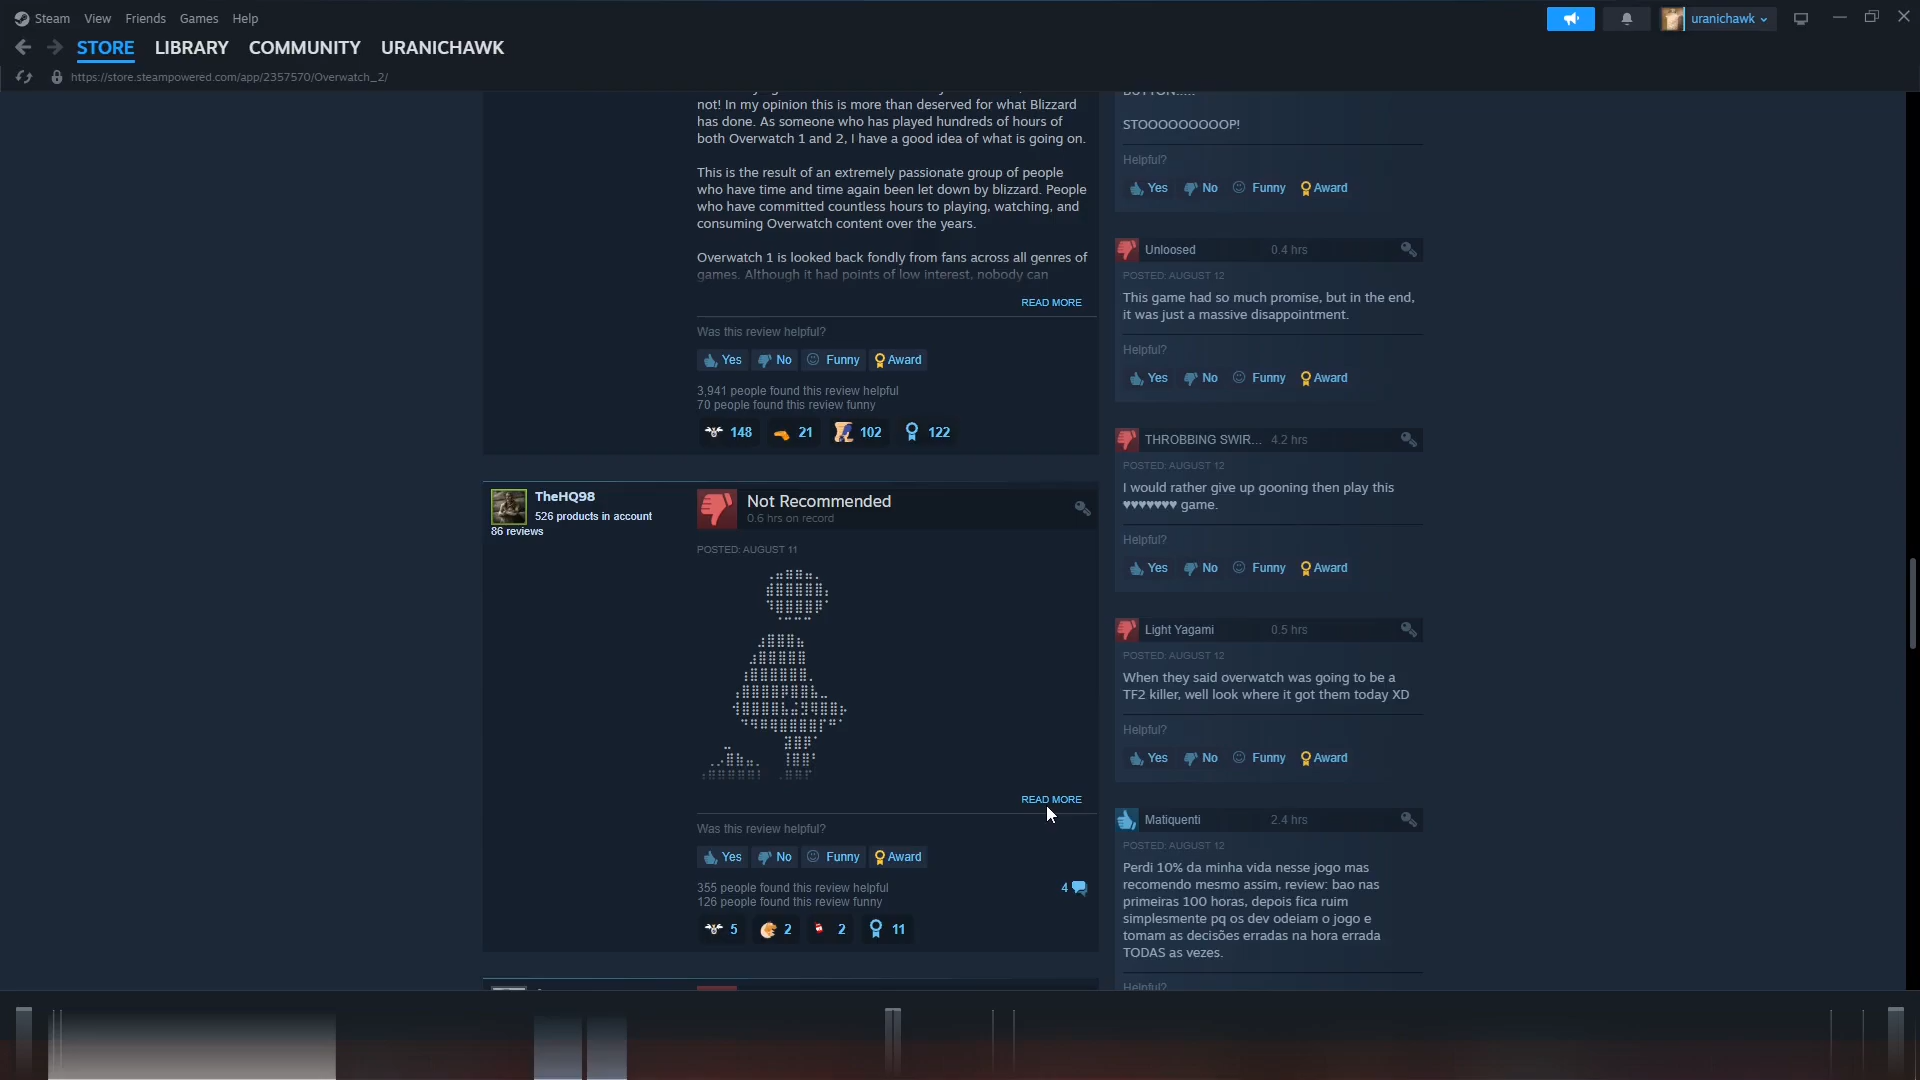 Steam View Friends Games Help
uranichawk
STORE LIBRARY COMMUNITY URANICHAWK
https://store.steampowered.com/app/2357570/Overwatch_2/
not! In my opinion this is more than deserved for what Blizzard
has done. As someone who has played hundreds of hours of
both Overwatch 1 and 2, I have a good idea of what is going on.
This is the result of an extremely passionate group of people
who have time and time again been let down by blizzard. People
who have committed countless hours to playing, watching, and
consuming Overwatch content over the years.
Overwatch 1 is looked back fondly from fans across all genres of
games. Although it had points of low interest, nobody can
READ MORE
Was this review helpful?
Yes No Funny Award
3,941 people found this review helpful
70 people found this review funny
148 21 102 122
TheHQ98
526 products in account
86 reviews
Not Recommended
0.6 hrs on record
POSTED: AUGUST 11
READ MORE
Was this review helpful?
Yes No Funny Award
355 people found this review helpful
4
126 people found this review funny
5 2 2 11
STOOOOOOOOOP!
Helpful?
Yes No Funny Award
Unloosed 0.4 hrs
POSTED: AUGUST 12
This game had so much promise, but in the end,
it was just a massive disappointment.
Helpful?
Yes No Funny Award
THROBBING SWIR... 4.2 hrs
POSTED: AUGUST 12
I would rather give up gooning then play this
♥♥♥♥♥♥♥ game.
Helpful?
Yes No Funny Award
Light Yagami 0.5 hrs
POSTED: AUGUST 12
When they said overwatch was going to be a
TF2 killer, well look where it got them today XD
Helpful?
Yes No Funny Award
Matiquenti 2.4 hrs
POSTED: AUGUST 12
Perdi 10% da minha vida nesse jogo mas
recomendo mesmo assim, review: bao nas
primeiras 100 horas, depois fica ruim
simplesmente pq os dev odeiam o jogo e
tomam as decisões erradas na hora errada
TODAS as vezes.
Helpful?